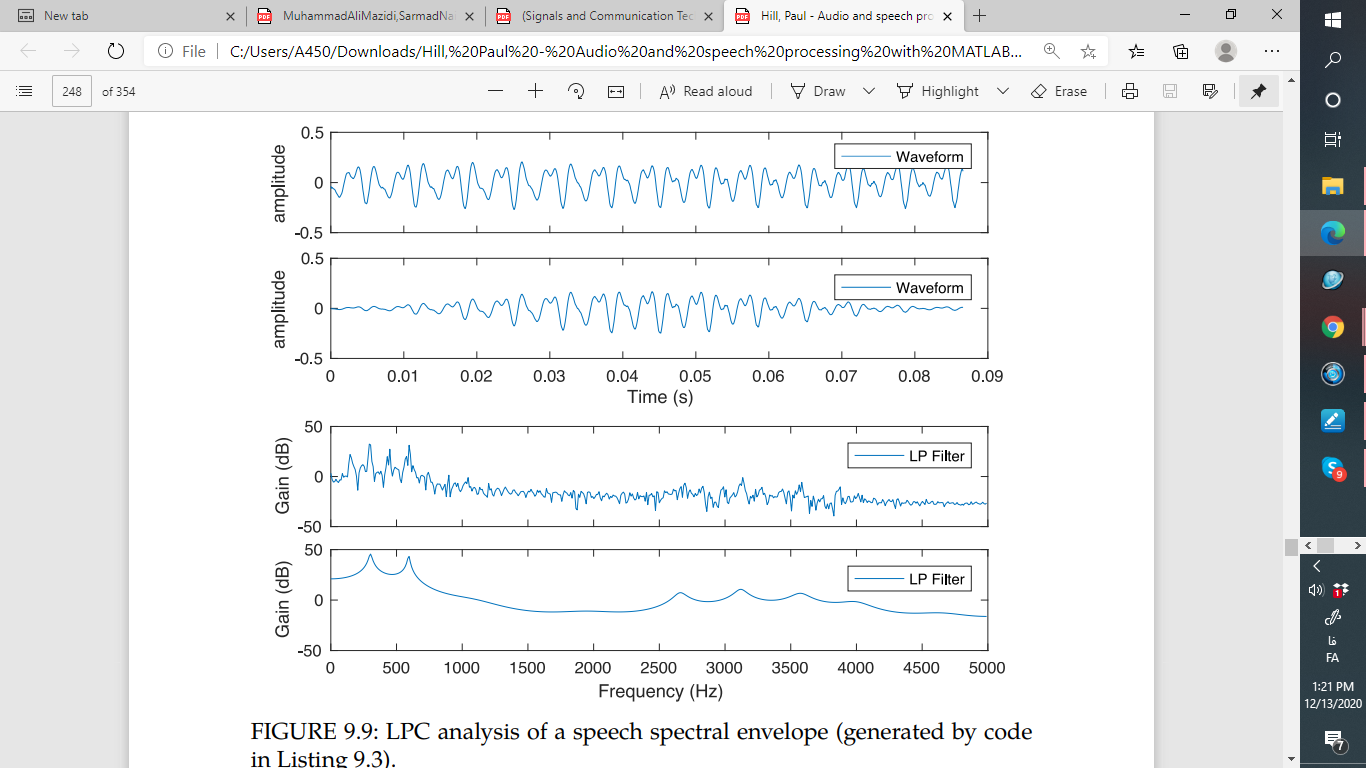 New tab
MuhammadAliMazidi,SarmadNa
(Signals and Communication Tec
Hill, Paul - Audio and speech pro
File
C:/Users/A450/Downloads/Hill,%20Paul%20-%20Audio%20and%20speech%20processing%20with%20MATLAB...
248 of 354
Read aloud
Draw
Highlight
Erase
0.5
0
-0.5
amplitude
Waveform
0.5
0
-0.5
amplitude
Waveform
0 0.01 0.02 0.03 0.04 0.05 0.06 0.07 0.08 0.09
Time (s)
50
0
-50
Gain (dB)
LP Filter
50
0
-50
Gain (dB)
LP Filter
0 500 1000 1500 2000 2500 3000 3500 4000 4500 5000
Frequency (Hz)
FIGURE 9.9: LPC analysis of a speech spectral envelope (generated by code
in Listing 9.3).
9
1
فا
FA
1:21 PM
12/13/2020
7